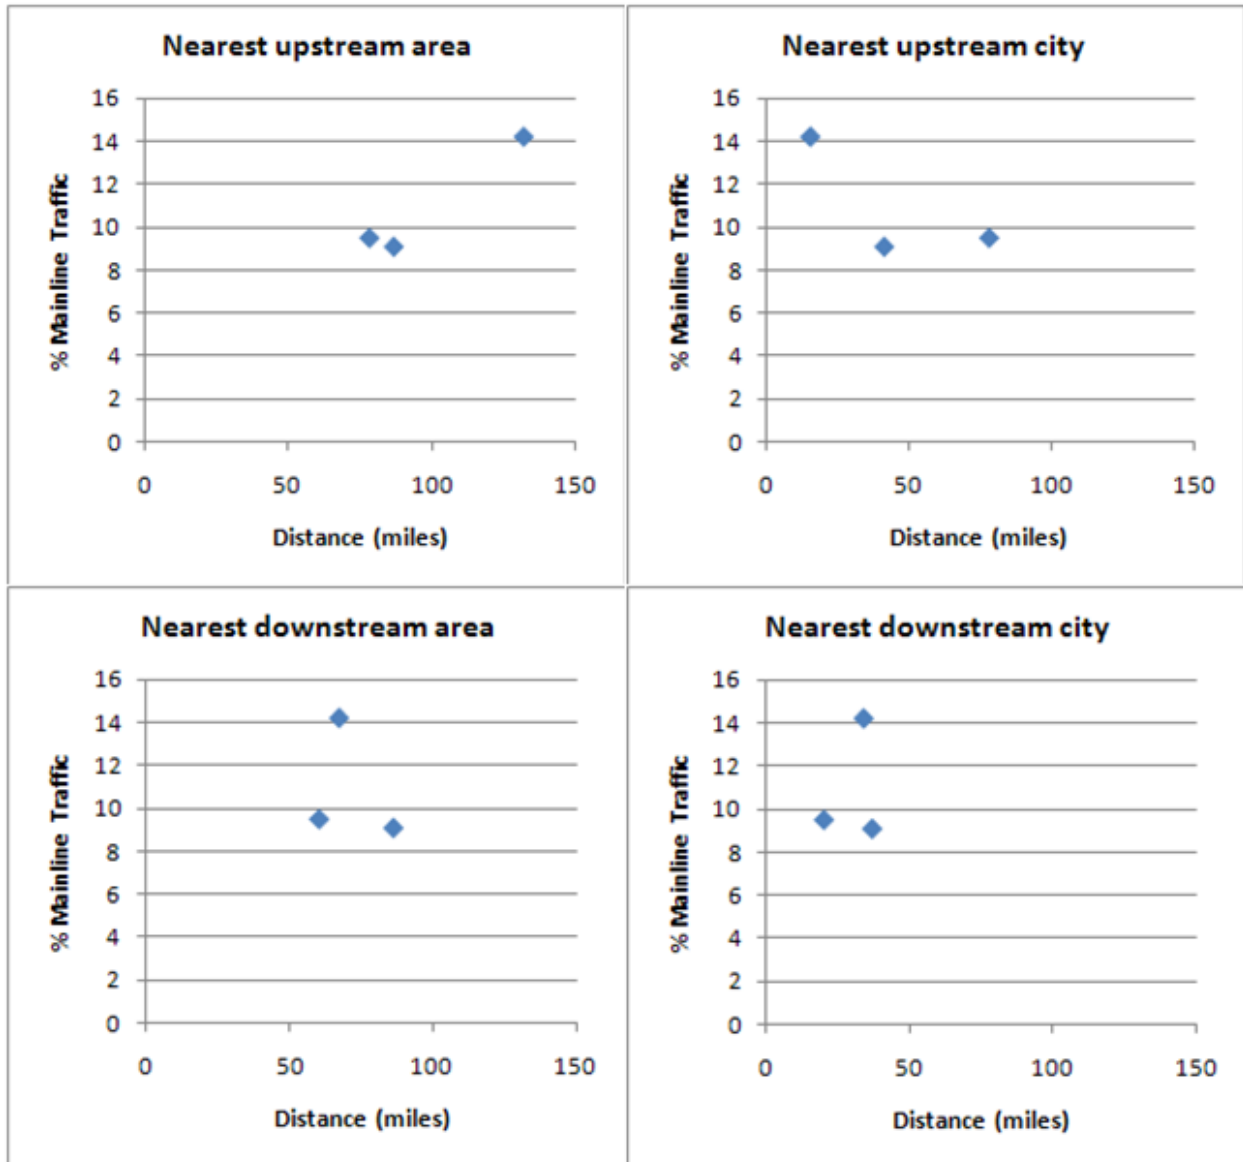 Nearest upstream area
16
14
12
10
8
6
4
2
0
% Mainline Traffic
0 50 100 150
Distance (miles)
Nearest upstream city
16
14
12
10
8
6
4
2
0
% Mainline Traffic
0 50 100 150
Distance (miles)
Nearest downstream area
16
14
12
10
8
6
4
2
0
% Mainline Traffic
0 50 100 150
Distance (miles)
Nearest downstream city
16
14
12
10
8
6
4
2
0
% Mainline Traffic
0 50 100 150
Distance (miles)